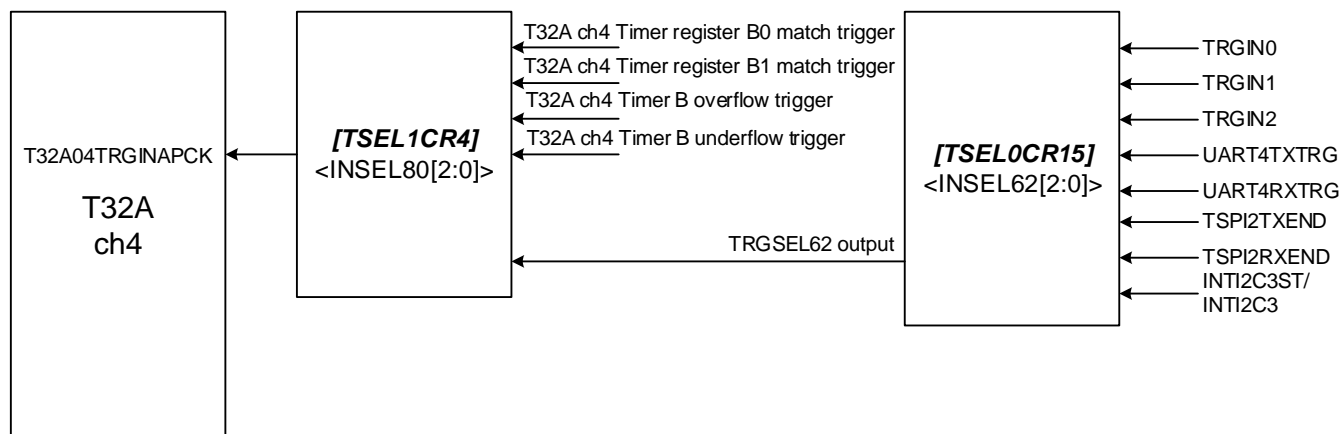 T32A04TRGINAPCK
T32A
ch4
[TSEL1CR4]
<INSEL80[2:0]>
T32A ch4 Timer register B0 match trigger
T32A ch4 Timer register B1 match trigger
T32A ch4 Timer B overflow trigger
T32A ch4 Timer B underflow trigger
TRGSEL62 output
[TSEL0CR15]
<INSEL62[2:0]>
TRGIN0
TRGIN1
TRGIN2
UART4TXTRG
UART4RXTRG
TSPI2TXEND
TSPI2RXEND
INTI2C3ST/
INTI2C3